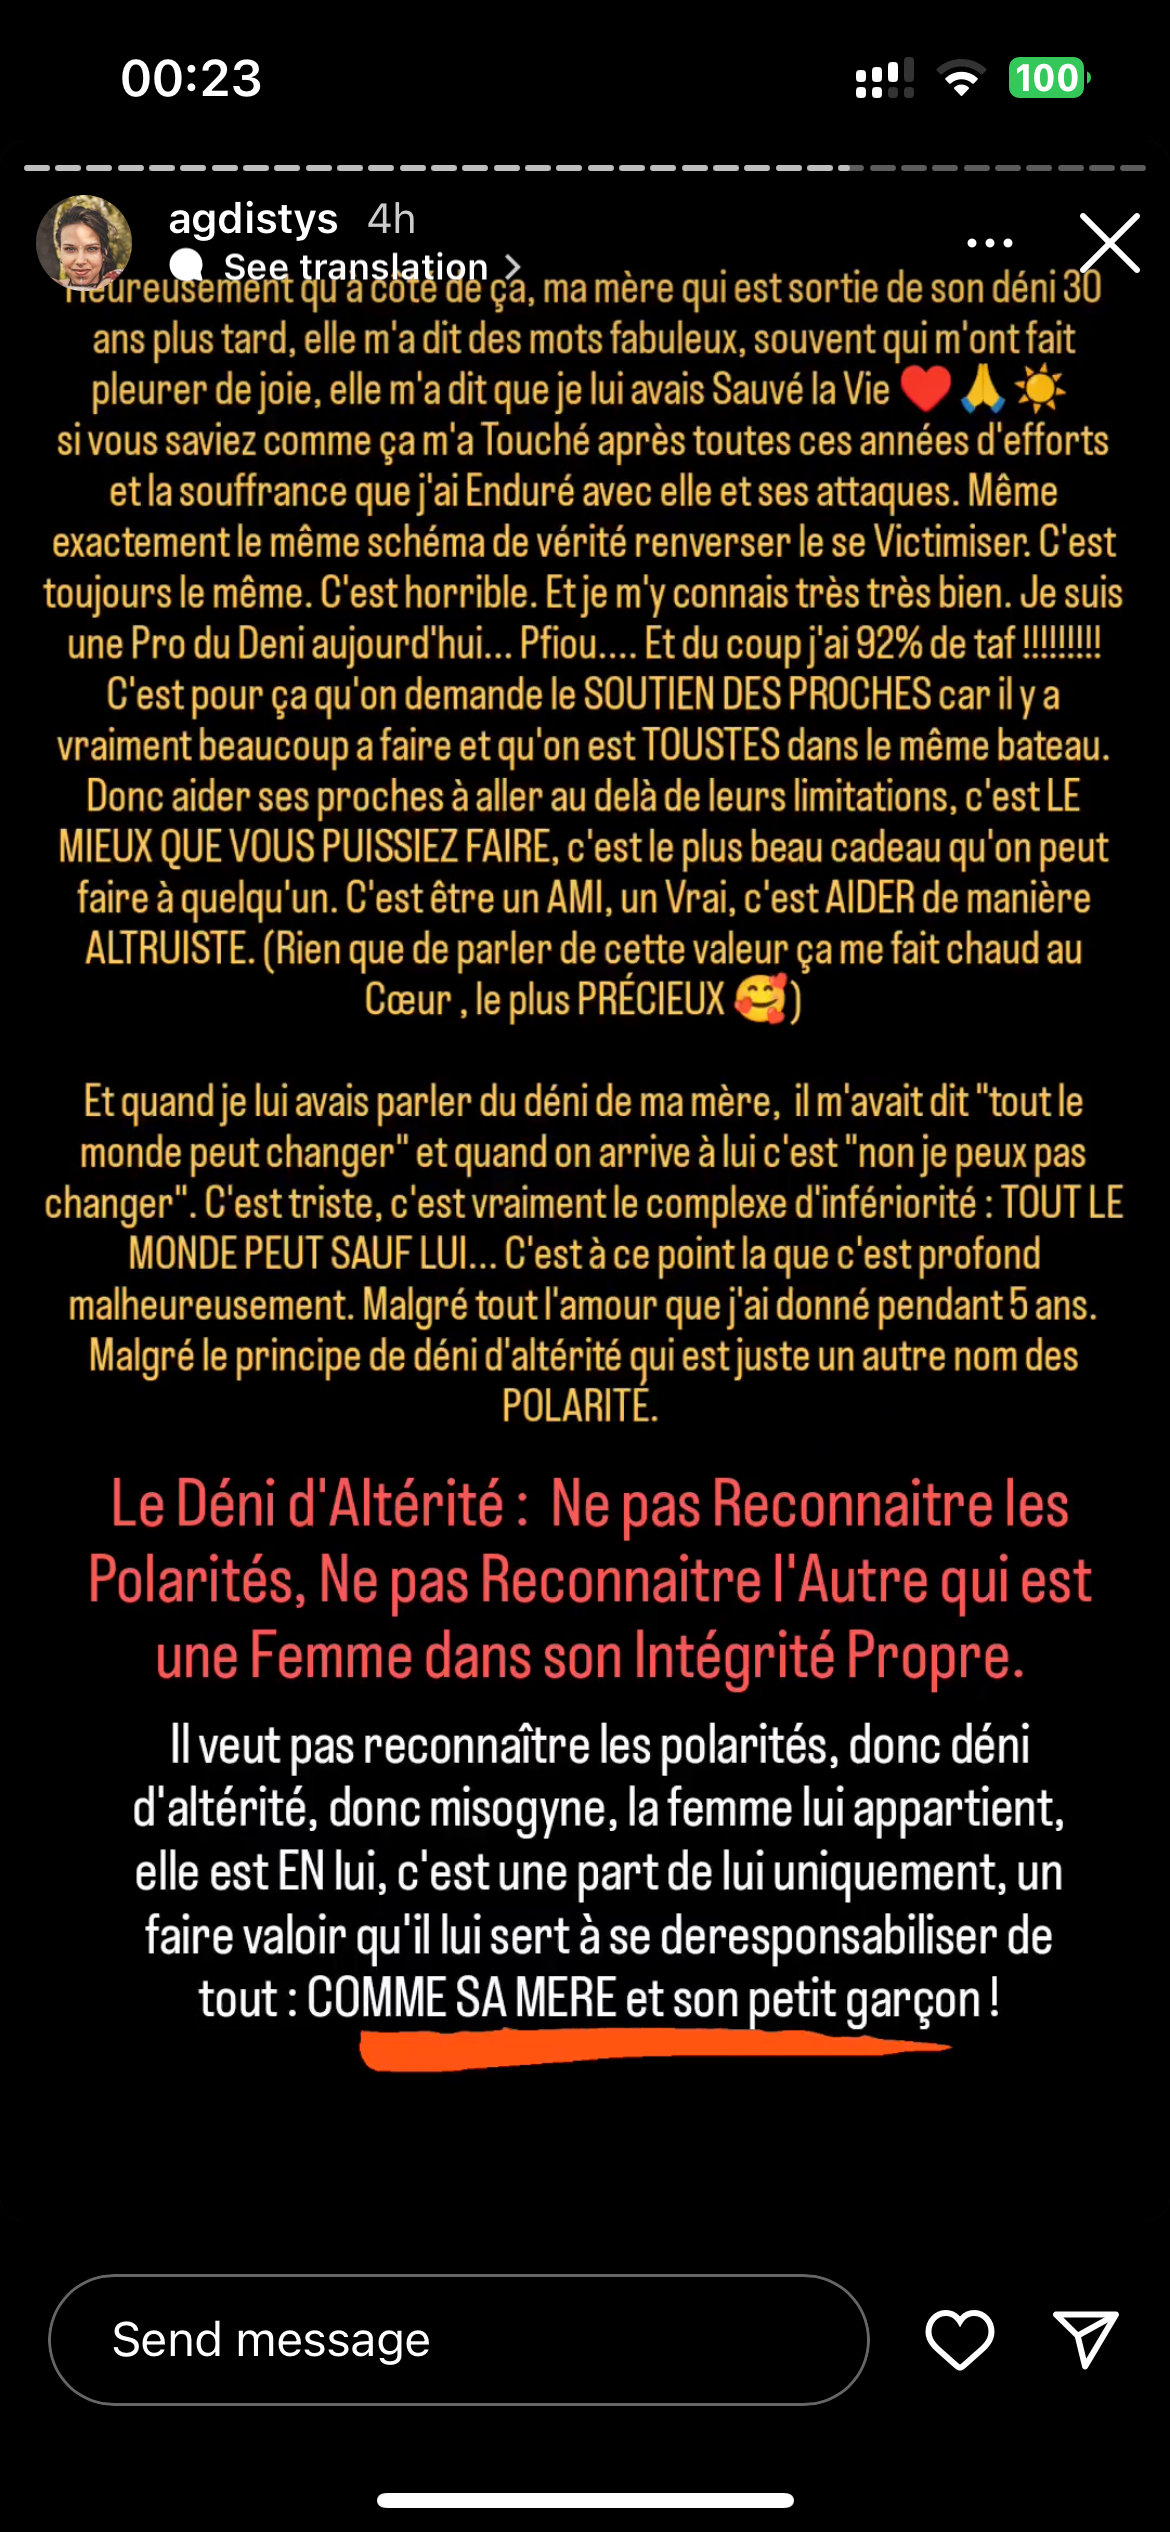 00:23
100
agdistys 4h
See translation
Heureusement qu'à côté de ça, ma mère qui est sortie de son déni 30
ans plus tard, elle m'a dit des mots fabuleux, souvent qui m'ont fait
pleurer de joie, elle m'a dit que je lui avais Sauvé la Vie ❤️🙏☀️
si vous saviez comme ça m'a Touché après toutes ces années d'efforts
et la souffrance que j'ai Enduré avec elle et ses attaques. Même
exactement le même schéma de vérité renverser le se Victimiser. C'est
toujours le même. C'est horrible. Et je m'y connais très très bien. Je suis
une Pro du Deni aujourd'hui... Pfiou.... Et du coup j'ai 92% de taf !!!!!!!!!
C'est pour ça qu'on demande le SOUTIEN DES PROCHES car il y a
vraiment beaucoup a faire et qu'on est TOUSTES dans le même bateau.
Donc aider ses proches à aller au delà de leurs limitations, c'est LE
MIEUX QUE VOUS PUISSIEZ FAIRE, c'est le plus beau cadeau qu'on peut
faire à quelqu'un. C'est être un AMI, un Vrai, c'est AIDER de manière
ALTRUISTE. (Rien que de parler de cette valeur ça me fait chaud au
Cœur , le plus PRÉCIEUX 🥰)
Et quand je lui avais parler du déni de ma mère,  il m'avait dit "tout le
monde peut changer" et quand on arrive à lui c'est "non je peux pas
changer". C'est triste, c'est vraiment le complexe d'infériorité : TOUT LE
MONDE PEUT SAUF LUI... C'est à ce point la que c'est profond
malheureusement. Malgré tout l'amour que j'ai donné pendant 5 ans.
Malgré le principe de déni d'altérité qui est juste un autre nom des
POLARITÉ.
Le Déni d'Altérité :  Ne pas Reconnaitre les
Polarités, Ne pas Reconnaitre l'Autre qui est
une Femme dans son Intégrité Propre.
Il veut pas reconnaître les polarités, donc déni
d'altérité, donc misogyne, la femme lui appartient,
elle est EN lui, c'est une part de lui uniquement, un
faire valoir qu'il lui sert à se deresponsabiliser de
tout : COMME SA MERE et son petit garçon !
Send message